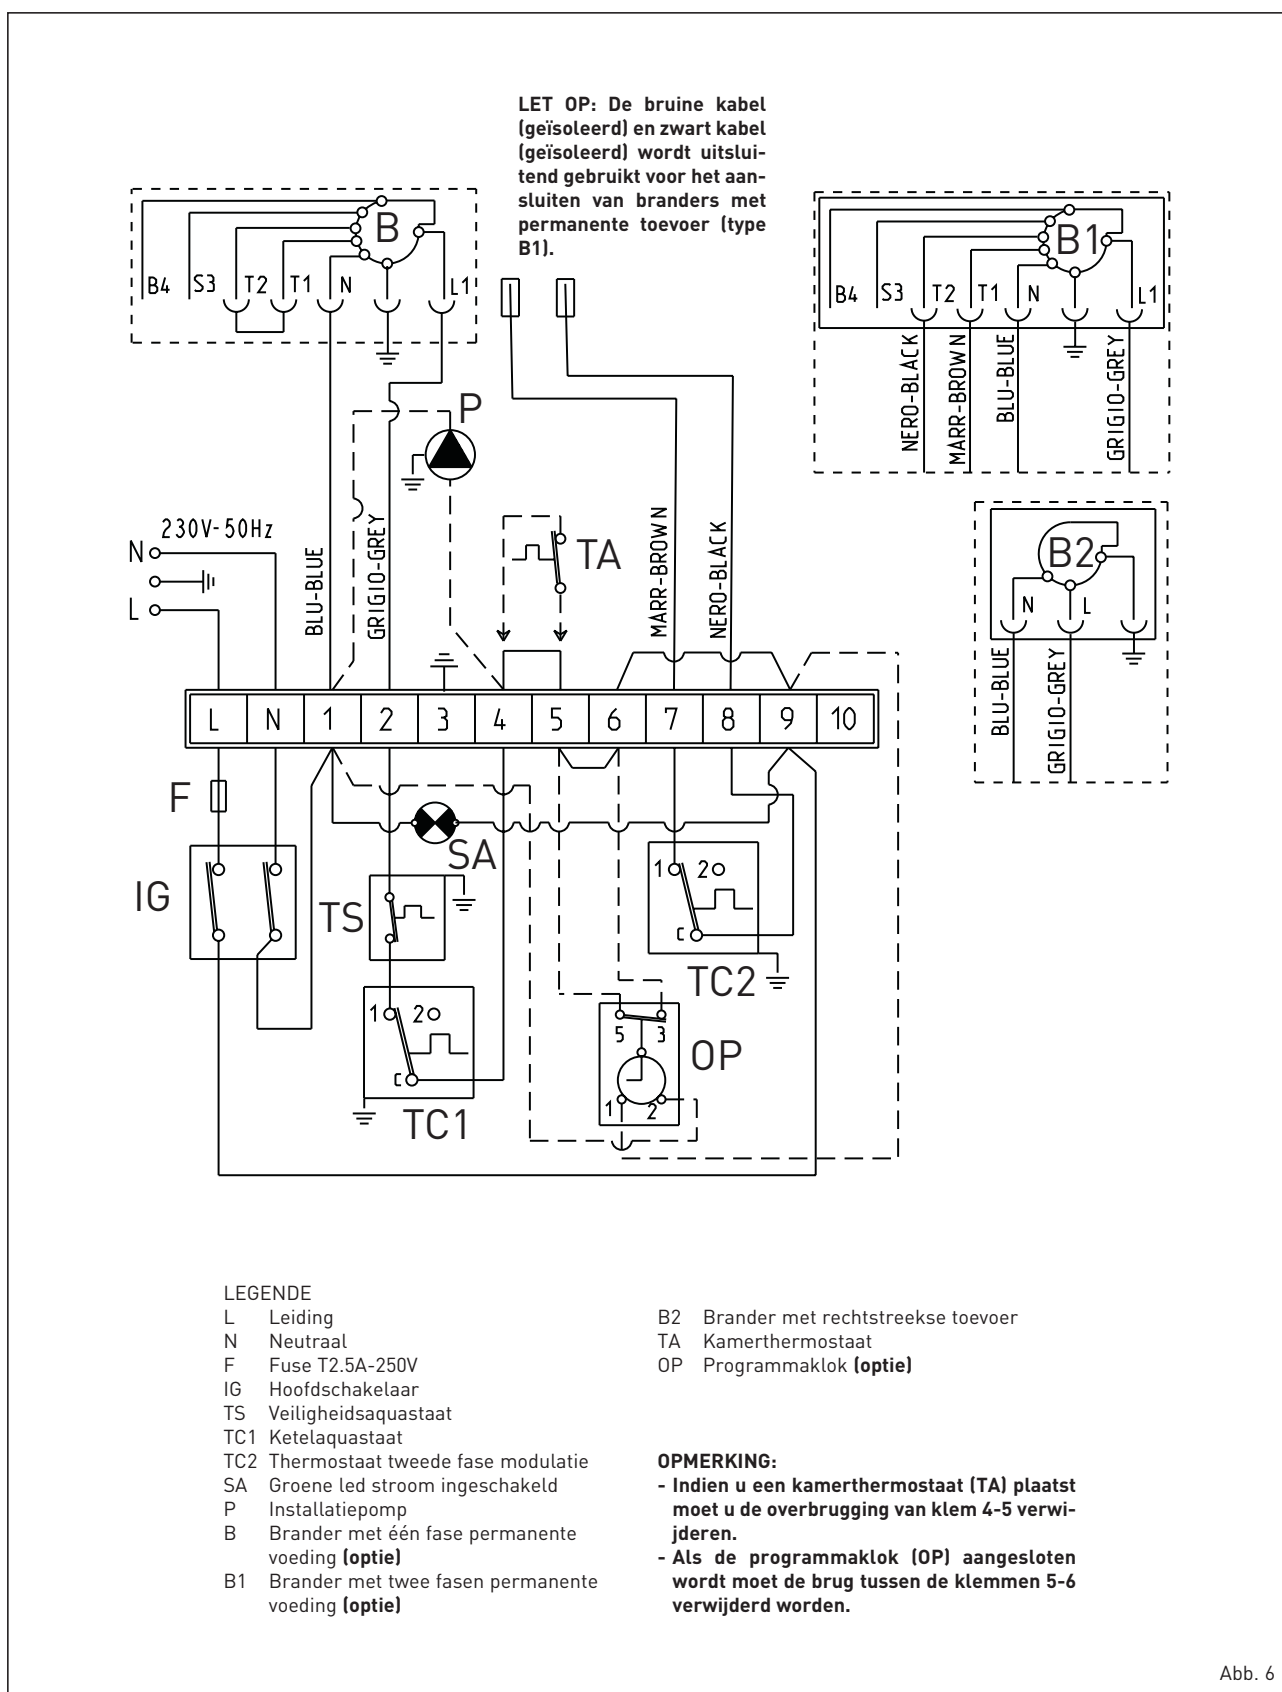 LET OP: De bruine kabel
(geïsoleerd) en zwart kabel
(geïsoleerd) wordt uitslui-
tend gebruikt voor het aan-
sluiten van branders met
permanente toevoer (type
B1).
B
B4 S3 T2 T1 N L1
B1
B4 S3 T2 T1 N L1
NERO-BLACK
MARR-BROWN
BLU-BLUE
GRIGIO-GREY
P
230V-50Hz
N
L
BLU-BLUE
GRIGIO-GREY
TA
MARR-BROWN
NERO-BLACK
B2
N L
BLU-BLUE
GRIGIO-GREY
L N 1 2 3 4 5 6 7 8 9 10
F
SA
IG
TS
1 2
C
TC2
1 2
C
TC1
5 3
OP
1 2
LEGENDE
L Leiding
N Neutraal
F Fuse T2.5A-250V
IG Hoofdschakelaar
TS Veiligheidsaquastaat
TC1 Ketelaquastaat
TC2 Thermostaat tweede fase modulatie
SA Groene led stroom ingeschakeld
P Installatiepomp
B Brander met één fase permanente
voeding (optie)
B1 Brander met twee fasen permanente
voeding (optie)
B2 Brander met rechtstreekse toevoer
TA Kamerthermostaat
OP Programmaklok (optie)
OPMERKING:
- Indien u een kamerthermostaat (TA) plaatst
moet u de overbrugging van klem 4-5 verwi-
jderen.
- Als de programmaklok (OP) aangesloten
wordt moet de brug tussen de klemmen 5-6
verwijderd worden.
Abb. 6